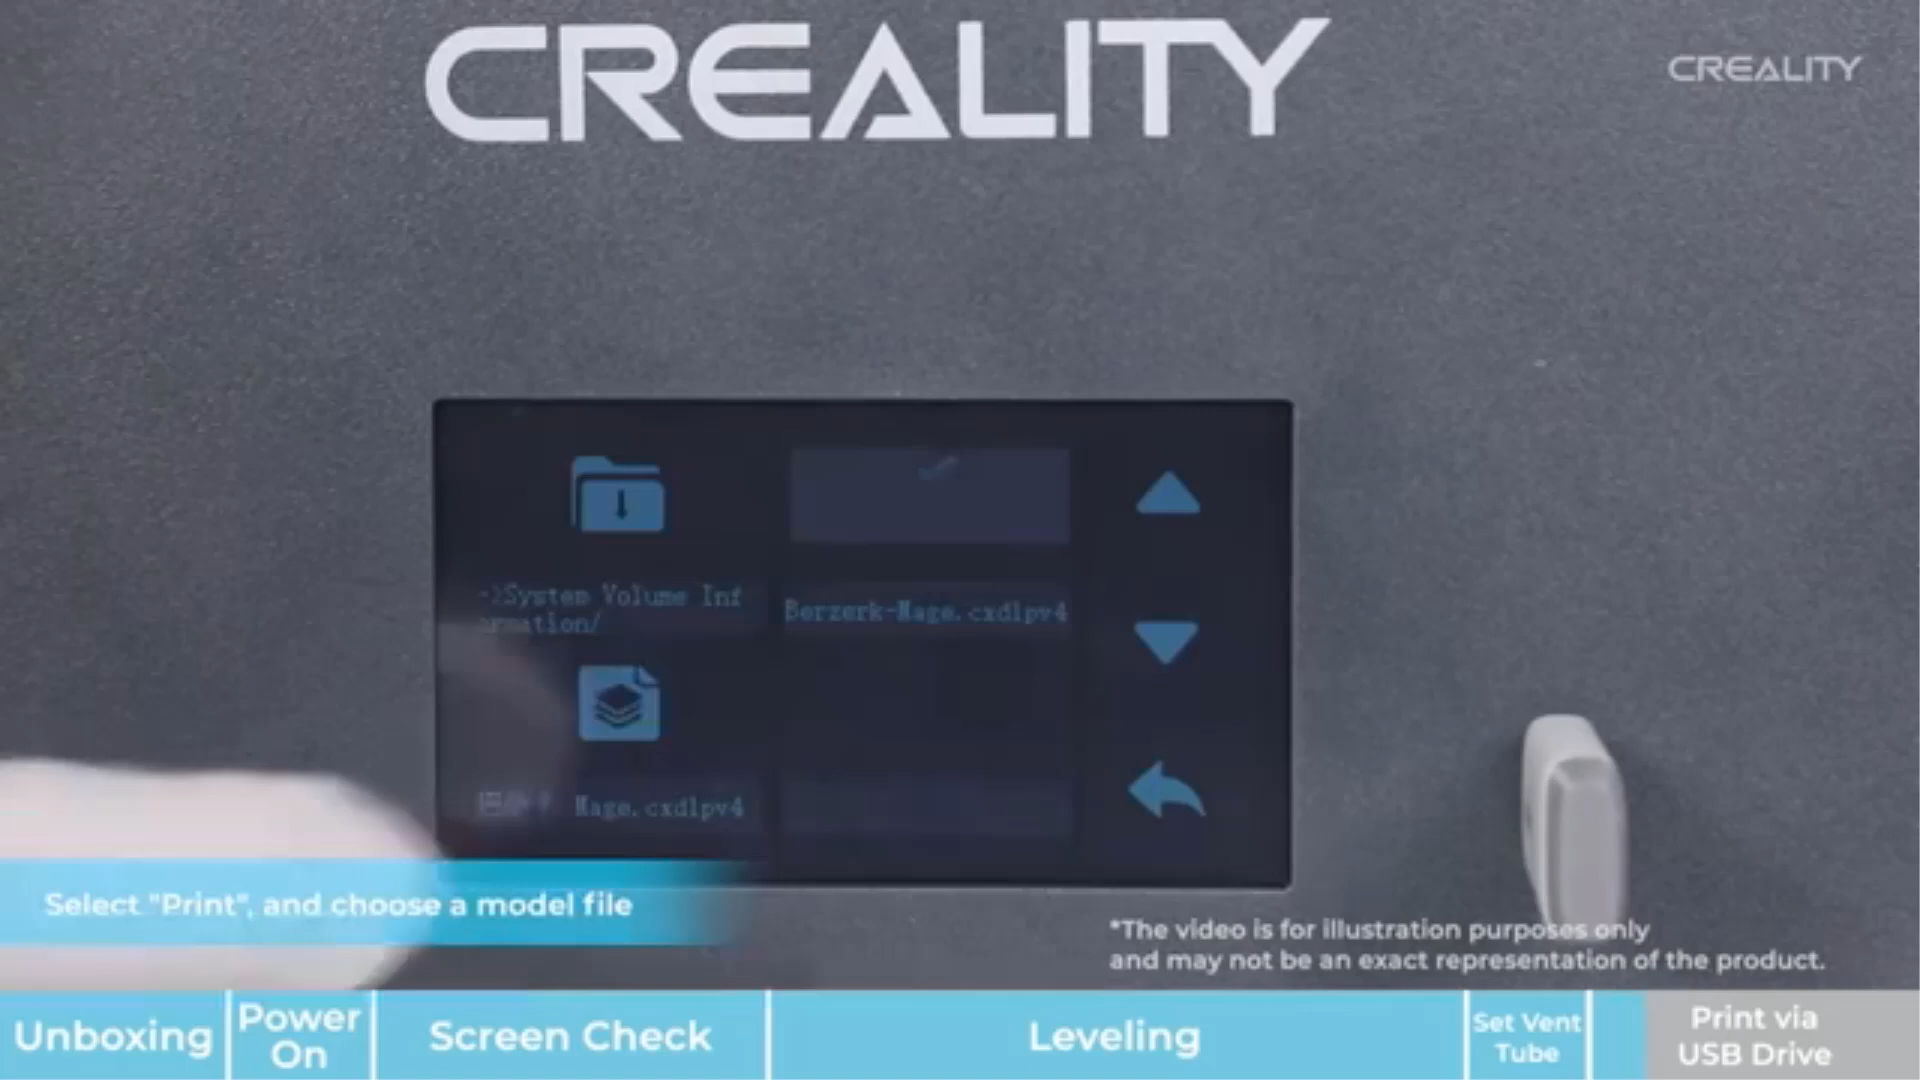 CREALITY
CREALITY
->System Volume Inf
ormation/
Berzerk-Mage.cxdlpv4
Mage.cxdlpv4
Select "Print", and choose a model file
*The video is for illustration purposes only
and may not be an exact representation of the product.
Unboxing
Power
On
Screen Check
Leveling
Set Vent
Tube
Print via
USB Drive